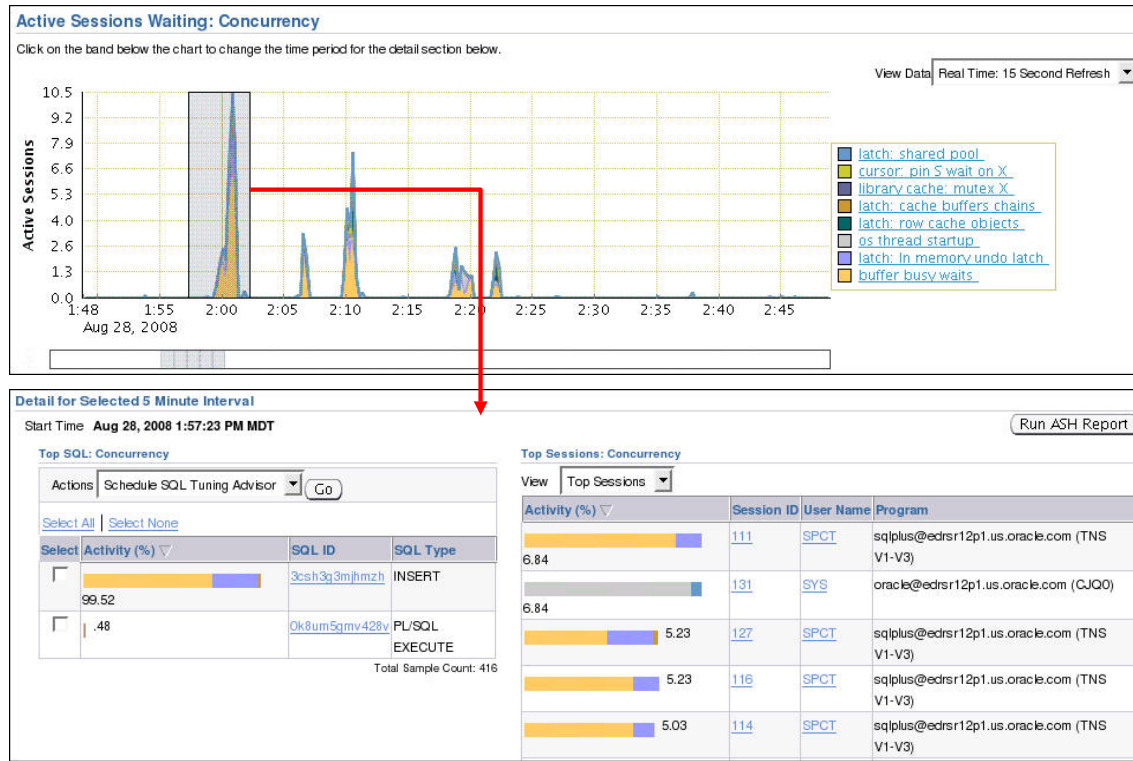 Active Sessions Waiting: Concurrency
Click on the band below the chart to change the time period for the detail section below.
View Data Real Time: 15 Second Refresh
Active Sessions
10.5
9.2
7.9
6.6
5.3
4.0
2.6
1.3
0.0
1:48 1:55 2:00 2:05 2:10 2:15 2:20 2:25 2:30 2:35 2:40 2:45
Aug 28, 2008
latch: shared pool
cursor: pin S wait on X
library cache: mutex X
latch: cache buffers chains
latch: row cache objects
os thread startup
latch: In memory undo latch
buffer busy waits
Detail for Selected 5 Minute Interval
Start Time Aug 28, 2008 1:57:23 PM MDT
Run ASH Report
Top SQL: Concurrency
Actions Schedule SQL Tuning Advisor Go
Select All | Select None
Select Activity (%) SQL ID SQL Type
99.52 3csh3g3mjhmzh INSERT
.48 0k8um5gmv428v PL/SQL
EXECUTE
Total Sample Count: 416
Top Sessions: Concurrency
View Top Sessions
Activity (%) Session ID User Name Program
6.84 111 SPCT sqlplus@edrsr12p1.us.oracle.com (TNS
V1-V3)
6.84 131 SYS oracle@edrsr12p1.us.oracle.com (CJQ0)
5.23 127 SPCT sqlplus@edrsr12p1.us.oracle.com (TNS
V1-V3)
5.23 116 SPCT sqlplus@edrsr12p1.us.oracle.com (TNS
V1-V3)
5.03 114 SPCT sqlplus@edrsr12p1.us.oracle.com (TNS
V1-V3)